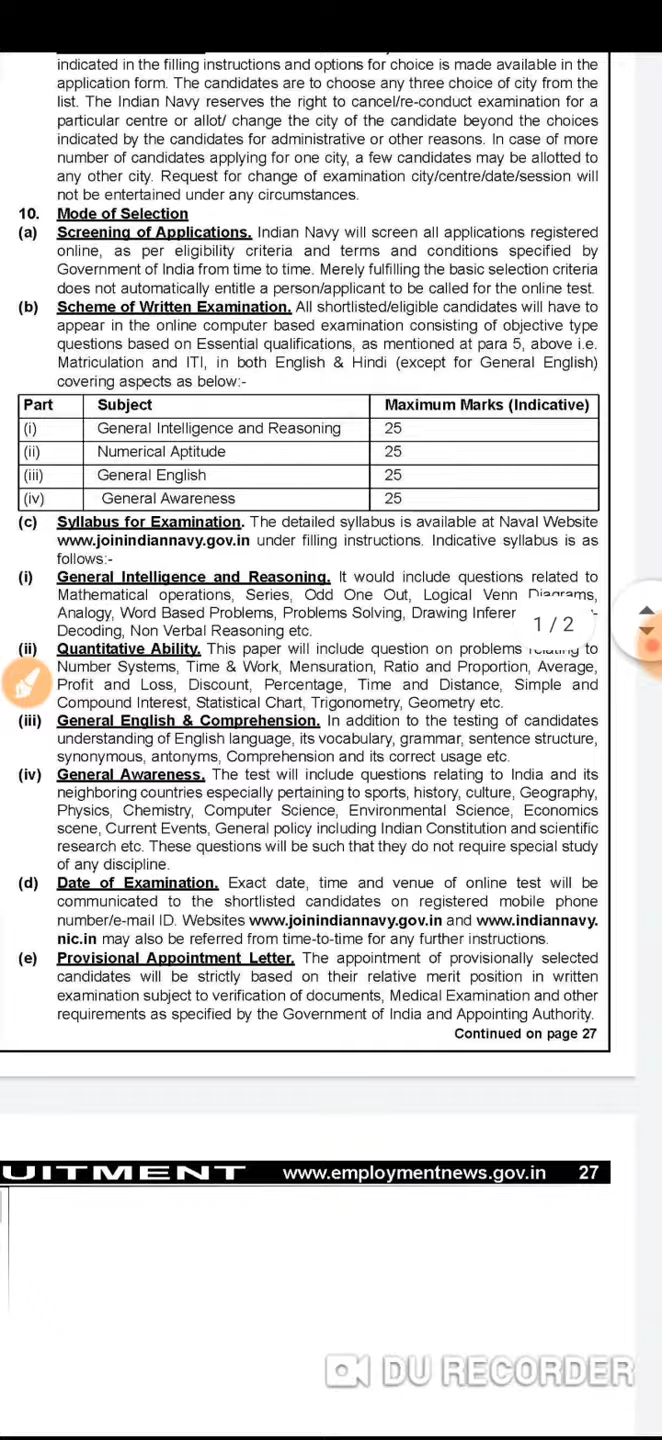 indicated in the filling instructions and options for choice is made available in the
application form. The candidates are to choose any three choice of city from the
list. The Indian Navy reserves the right to cancel/re-conduct examination for a
particular centre or allot/ change the city of the candidate beyond the choices
indicated by the candidates for administrative or other reasons. In case of more
number of candidates applying for one city, a few candidates may be allotted to
any other city. Request for change of examination city/centre/date/session will
not be entertained under any circumstances.
10. Mode of Selection
(a) Screening of Applications. Indian Navy will screen all applications registered
online, as per eligibility criteria and terms and conditions specified by
Government of India from time to time. Merely fulfilling the basic selection criteria
does not automatically entitle a person/applicant to be called for the online test.
(b) Scheme of Written Examination. All shortlisted/eligible candidates will have to
appear in the online computer based examination consisting of objective type
questions based on Essential qualifications, as mentioned at para 5, above i.e.
Matriculation and ITI, in both English & Hindi (except for General English)
covering aspects as below:-
Part Subject Maximum Marks (Indicative)
(i) General Intelligence and Reasoning 25
(ii) Numerical Aptitude 25
(iii) General English 25
(iv) General Awareness 25
(c) Syllabus for Examination. The detailed syllabus is available at Naval Website
www.joinindiannavy.gov.in under filling instructions. Indicative syllabus is as
follows:-
(i) General Intelligence and Reasoning. It would include questions related to
Mathematical operations, Series, Odd One Out, Logical Venn Diagrams,
Analogy, Word Based Problems, Problems Solving, Drawing
1 / 2
Decoding, Non Verbal Reasoning etc.
(ii) Quantitative Ability. This paper will include question on problems relating to
Number Systems, Time & Work, Mensuration, Ratio and Proportion, Average,
Profit and Loss, Discount, Percentage, Time and Distance, Simple and
Compound Interest, Statistical Chart, Trigonometry, Geometry etc.
(iii) General English & Comprehension. In addition to the testing of candidates
understanding of English language, its vocabulary, grammar, sentence structure,
synonymous, antonyms, Comprehension and its correct usage etc.
(iv) General Awareness. The test will include questions relating to India and its
neighboring countries especially pertaining to sports, history, culture, Geography,
Physics, Chemistry, Computer Science, Environmental Science, Economics
scene, Current Events, General policy including Indian Constitution and scientific
research etc. These questions will be such that they do not require special study
of any discipline.
(d) Date of Examination. Exact date, time and venue of online test will be
communicated to the shortlisted candidates on registered mobile phone
number/e-mail ID. Websites www.joinindiannavy.gov.in and www.indiannavy.
nic.in may also be referred from time-to-time for any further instructions.
(e) Provisional Appointment Letter. The appointment of provisionally selected
candidates will be strictly based on their relative merit position in written
examination subject to verification of documents, Medical Examination and other
requirements as specified by the Government of India and Appointing Authority.
Continued on page 27
UITMENT www.employmentnews.gov.in 27
DU RECORDER